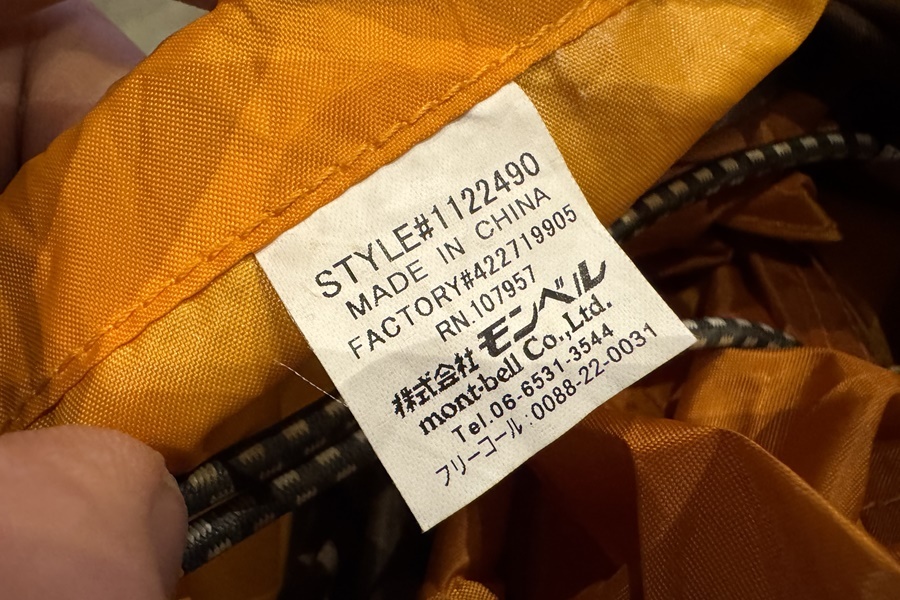 STYLE#1122490
MADE IN CHINA
FACTORY#422719905
RN.107957
株式会社 モンベル
mont-bell Co.,Ltd.
Tel.06-6531-3544
フリーコール:0088-22-0031